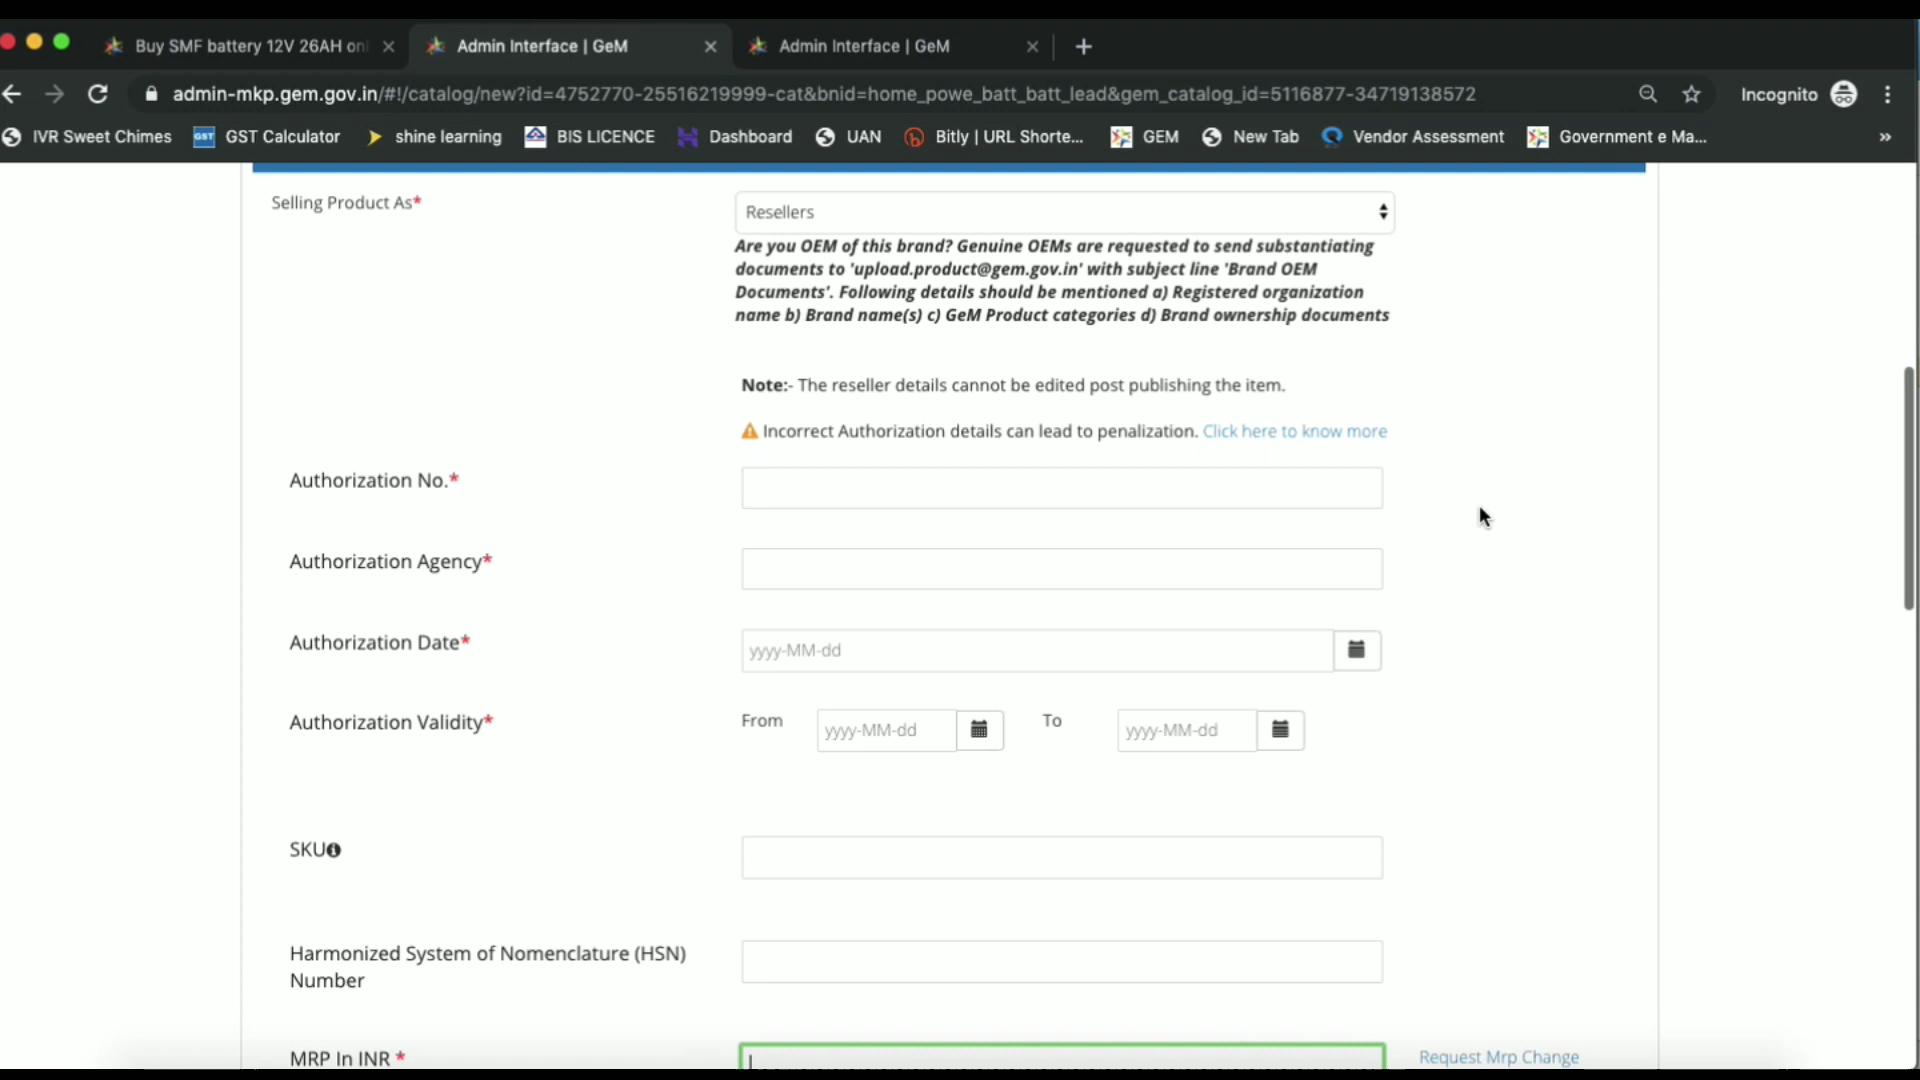 Buy SMF battery 12V 26AH onl
Admin Interface | GeM
Admin Interface | GeM
admin-mkp.gem.gov.in/#!/catalog/new?id=4752770-25516219999-cat&bnid=home_powe_batt_batt_lead&gem_catalog_id=5116877-34719138572
Incognito
IVR Sweet Chimes
GST
GST Calculator
shine learning
BIS LICENCE
Dashboard
UAN
Bitly | URL Shorte...
GEM
New Tab
Vendor Assessment
Government e Ma...
»
Selling Product As*
Resellers
Are you OEM of this brand? Genuine OEMs are requested to send substantiating
documents to 'upload.product@gem.gov.in' with subject line 'Brand OEM
Documents'. Following details should be mentioned a) Registered organization
name b) Brand name(s) c) GeM Product categories d) Brand ownership documents
Note:- The reseller details cannot be edited post publishing the item.
Incorrect Authorization details can lead to penalization. Click here to know more
Authorization No.*
Authorization Agency*
Authorization Date*
yyyy-MM-dd
Authorization Validity*
From
yyyy-MM-dd
To
yyyy-MM-dd
SKU
Harmonized System of Nomenclature (HSN)
Number
MRP In INR *
Request Mrp Change